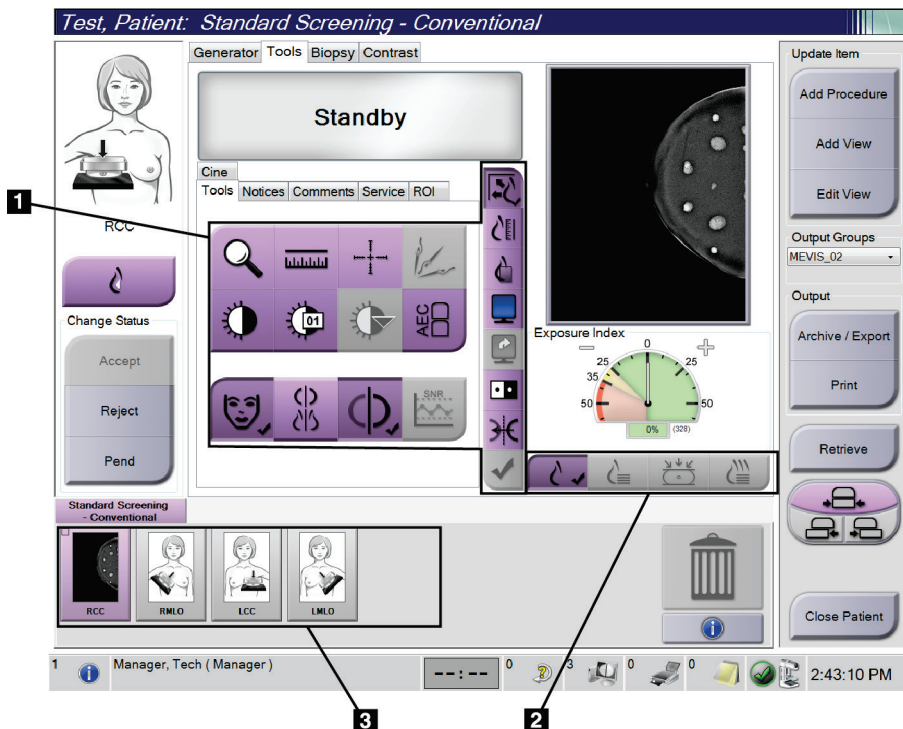 Test, Patient: Standard Screening - Conventional
Generator Tools Biopsy Contrast
Update Item
Standby
Add Procedure
Add View
Edit View
Cine
Tools Notices Comments Service ROI
1
RCC
Output Groups
MEVIS_02
01
AEC
Change Status
Accept
Reject
Pend
SNR
Exposure Index
0
25 25
35
50 50
0% (328)
Output
Archive / Export
Print
Retrieve
Standard Screening
- Conventional
RCC RMLO LCC LMLO
2
Close Patient
1 Manager, Tech ( Manager ) --:-- 0 3 0 0 2:43:10 PM
3